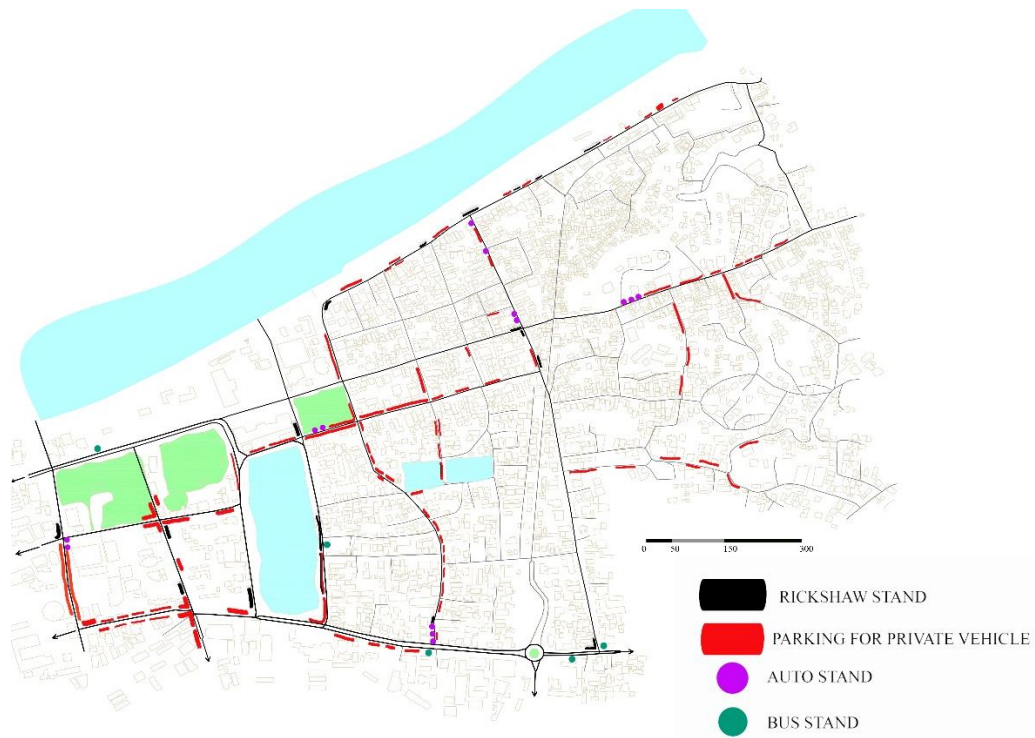 0 50 150 300
RICKSHAW STAND
PARKING FOR PRIVATE VEHICLE
AUTO STAND
BUS STAND